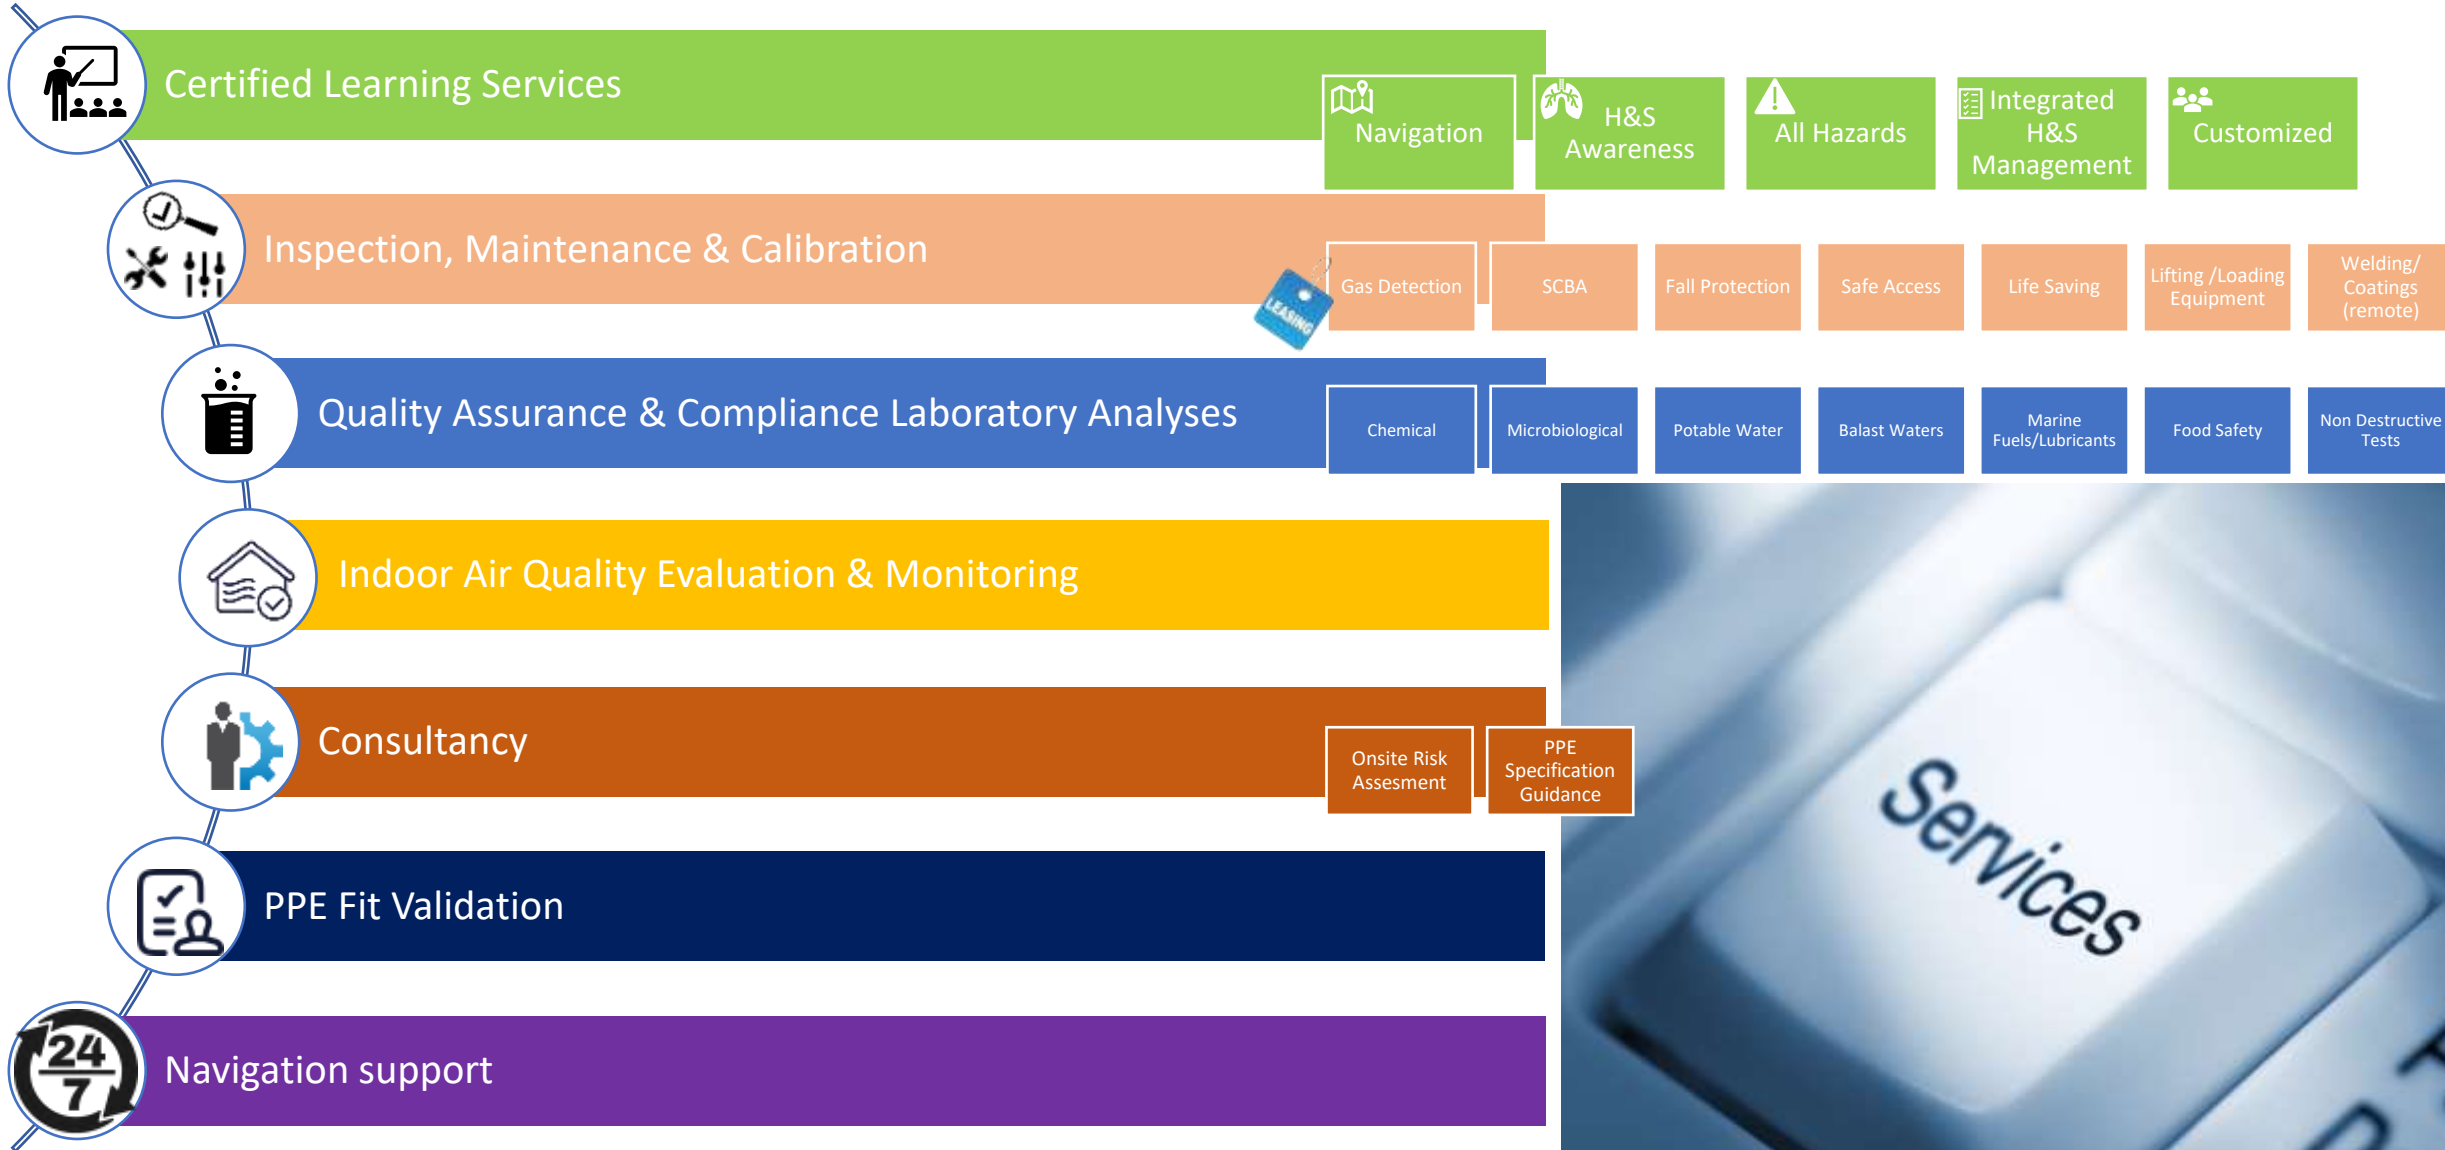 Certified Learning Services
Navigation
H&S
Awareness
All Hazards
Integrated
H&S
Management
Customized
Inspection, Maintenance & Calibration
LEASING
Gas Detection
SCBA
Fall Protection
Safe Access
Life Saving
Lifting /Loading
Equipment
Welding/
Coatings
(remote)
Quality Assurance & Compliance Laboratory Analyses
Chemical
Microbiological
Potable Water
Balast Waters
Marine
Fuels/Lubricants
Food Safety
Non Destructive
Tests
Indoor Air Quality Evaluation & Monitoring
Consultancy
Onsite Risk
Assesment
PPE
Specification
Guidance
Services
PPE Fit Validation
24
7
Navigation support